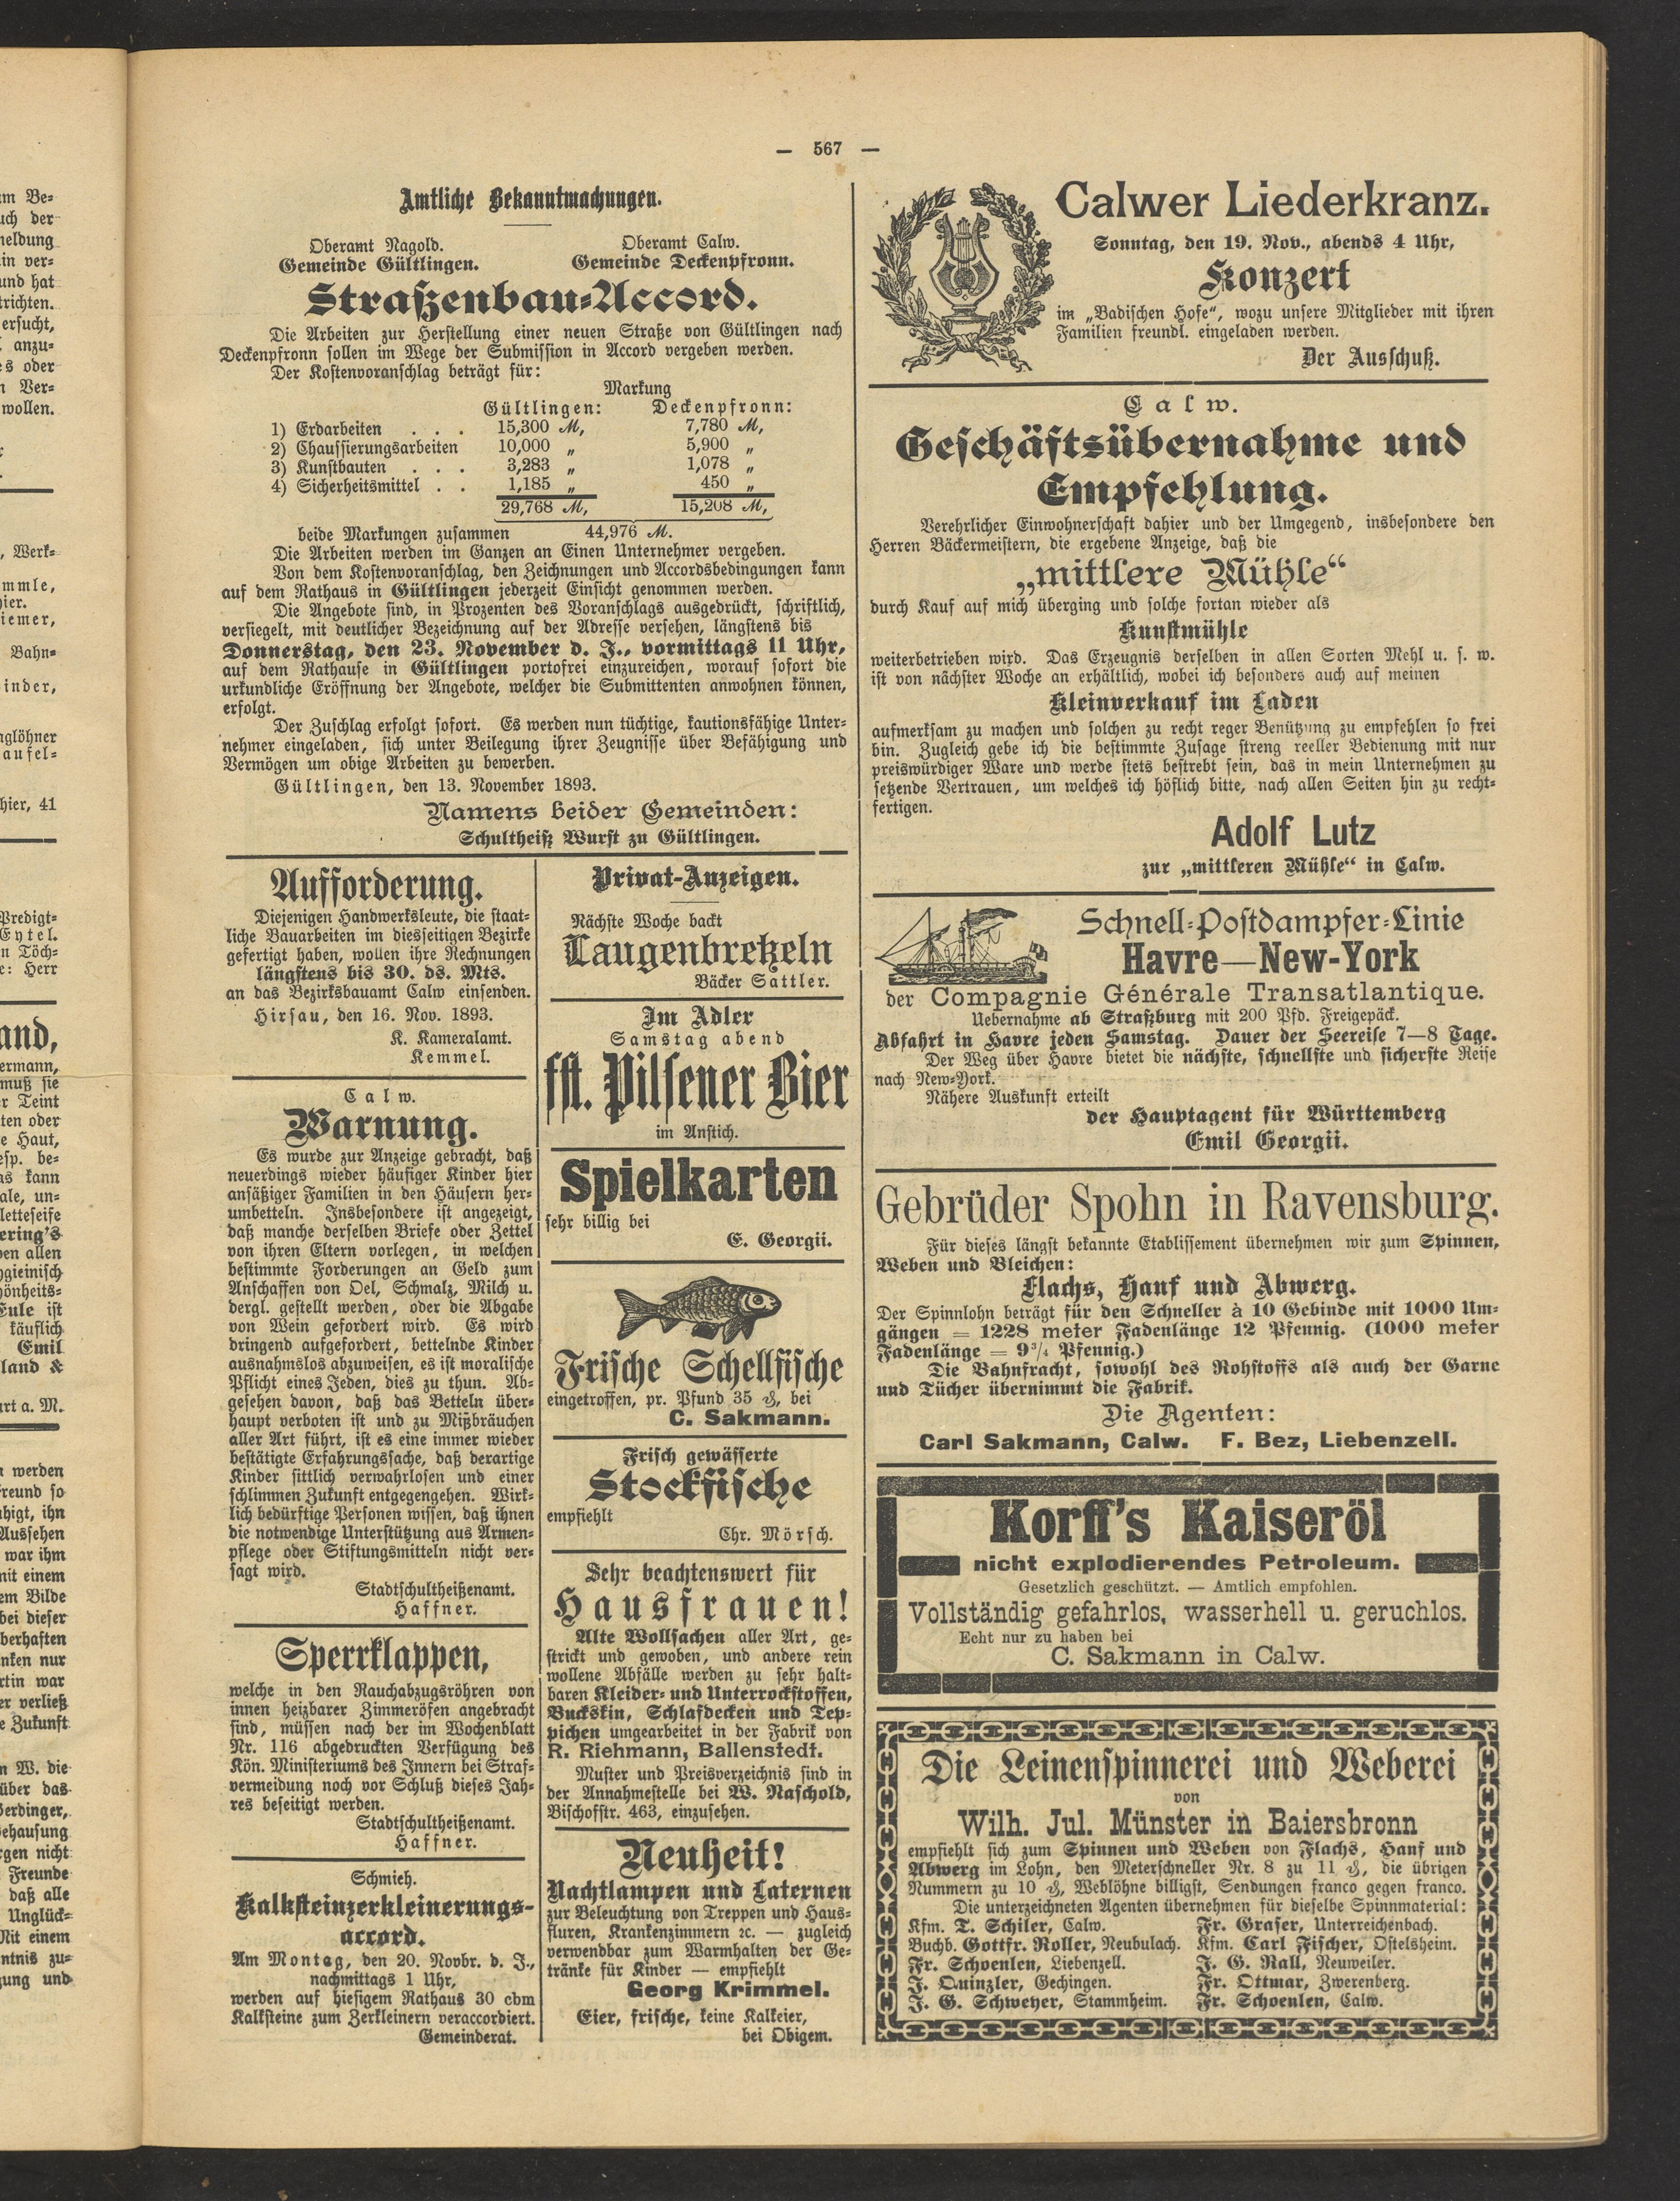 — 567 —
Amtliche Bekanntmachungen.
Oberamt Nagold.
Gemeinde Gültlingen.
Oberamt Calw.
Gemeinde Deckenpfronn.
Straßenbau-Accord.
Die Arbeiten zur Herstellung einer neuen Straße von Gültlingen nach
Deckenpfronn sollen im Wege der Submission in Accord vergeben werden.
Der Kostenvoranschlag beträgt für:
Markung
Gültlingen: Deckenpfronn:
1) Erdarbeiten . . . 15,300 M, 7,780 M,
2) Chaussierungsarbeiten 10,000 „ 5,900 „
3) Kunstbauten . . . 3,283 „ 1,078 „
4) Sicherheitsmittel . . 1,185 „ 450 „
29,768 M, 15,208 M,
beide Markungen zusammen 44,976 M.
Die Arbeiten werden im Ganzen an Einen Unternehmer vergeben.
Von dem Kostenvoranschlag, den Zeichnungen und Accordsbedingungen kann
auf dem Rathaus in Gültlingen jederzeit Einsicht genommen werden.
Die Angebote sind, in Prozenten des Voranschlags ausgedrückt, schriftlich,
versiegelt, mit deutlicher Bezeichnung auf der Adresse versehen, längstens bis
Donnerstag, den 23. November d. J., vormittags 11 Uhr,
auf dem Rathause in Gültlingen portofrei einzureichen, worauf sofort die
urkundliche Eröffnung der Angebote, welcher die Submittenten anwohnen können,
erfolgt.
Der Zuschlag erfolgt sofort. Es werden nun tüchtige, kautionsfähige Unter-
nehmer eingeladen, sich unter Beilegung ihrer Zeugnisse über Befähigung und
Vermögen um obige Arbeiten zu bewerben.
Gültlingen, den 13. November 1893.
Namens beider Gemeinden:
Schultheiß Wurst zu Gültlingen.
Aufforderung.
Diejenigen Handwerksleute, die staat-
liche Bauarbeiten im diesseitigen Bezirke
gefertigt haben, wollen ihre Rechnungen
längstens bis 30. ds. Mts.
an das Bezirksbauamt Calw einsenden.
Hirsau, den 16. Nov. 1893.
K. Kameralamt.
Kemmel.
Calw.
Warnung.
Es wurde zur Anzeige gebracht, daß
neuerdings wieder häufiger Kinder hier
ansäßiger Familien in den Häusern her-
umbetteln. Insbesondere ist angezeigt,
daß manche derselben Briefe oder Zettel
von ihren Eltern vorlegen, in welchen
bestimmte Forderungen an Geld zum
Anschaffen von Oel, Schmalz, Milch u.
dergl. gestellt werden, oder die Abgabe
von Wein gefordert wird. Es wird
dringend aufgefordert, bettelnde Kinder
ausnahmslos abzuweisen, es ist moralische
Pflicht eines Jeden, dies zu thun. Ab-
gesehen davon, daß das Betteln über-
haupt verboten ist und zu Mißbräuchen
aller Art führt, ist es eine immer wieder
bestätigte Erfahrungssache, daß derartige
Kinder sittlich verwahrlosen und einer
schlimmen Zukunft entgegengehen. Wirk-
lich bedürftige Personen wissen, daß ihnen
die notwendige Unterstützung aus Armen-
pflege oder Stiftungsmitteln nicht ver-
sagt wird.
Stadtschultheißenamt.
Haffner.
Sperrklappen,
welche in den Rauchabzugsröhren von
innen heizbarer Zimmeröfen angebracht
sind, müssen nach der im Wochenblatt
Nr. 116 abgedruckten Verfügung des
Kön. Ministeriums des Innern bei Straf-
vermeidung noch vor Schluß dieses Jah-
res beseitigt werden.
Stadtschultheißenamt.
Haffner.
Schmieh.
Kalksteinzerkleinerungs-
accord.
Am Montag, den 20. Novbr. d. J.,
nachmittags 1 Uhr,
werden auf hiesigem Rathaus 30 cbm
Kalksteine zum Zerkleinern veraccordiert.
Gemeinderat.
Privat-Anzeigen.
Nächste Woche backt
Laugenbretzeln
Bäcker Sattler.
Im Adler
Samstag abend
fst. Pilsener Bier
im Anstich.
Spielkarten
sehr billig bei
E. Georgii.
Frische Schellfische
eingetroffen, pr. Pfund 35 ₰, bei
C. Sakmann.
Frisch gewässerte
Stockfische
empfiehlt
Chr. Mörsch.
Sehr beachtenswert für
Hausfrauen!
Alte Wollsachen aller Art, ge-
strickt und gewoben, und andere rein
wollene Abfälle werden zu sehr halt-
baren Kleider- und Unterrockstoffen,
Buckskin, Schlafdecken und Tep-
pichen umgearbeitet in der Fabrik von
R. Riehmann, Ballenstedt.
Muster und Preisverzeichnis sind in
der Annahmestelle bei W. Naschold,
Bischofstr. 463, einzusehen.
Neuheit!
Nachtlampen und Laternen
zur Beleuchtung von Treppen und Haus-
fluren, Krankenzimmern ꝛc. — zugleich
verwendbar zum Warmhalten der Ge-
tränke für Kinder — empfiehlt
Georg Krimmel.
Eier, frische, keine Kalkeier,
bei Obigem.
Calwer Liederkranz.
Sonntag, den 19. Nov., abends 4 Uhr,
Konzert
im „Badischen Hofe“, wozu unsere Mitglieder mit ihren
Familien freundl. eingeladen werden.
Der Ausschuß.
Calw.
Geschäftsübernahme und
Empfehlung.
Verehrlicher Einwohnerschaft dahier und der Umgegend, insbesondere den
Herren Bäckermeistern, die ergebene Anzeige, daß die
„mittlere Mühle“
durch Kauf auf mich überging und solche fortan wieder als
Kunstmühle
weiterbetrieben wird. Das Erzeugnis derselben in allen Sorten Mehl u. s. w.
ist von nächster Woche an erhältlich, wobei ich besonders auch auf meinen
Kleinverkauf im Laden
aufmerksam zu machen und solchen zu recht reger Benützung zu empfehlen so frei
bin. Zugleich gebe ich die bestimmte Zusage streng reeller Bedienung mit nur
preiswürdiger Ware und werde stets bestrebt sein, das in mein Unternehmen zu
setzende Vertrauen, um welches ich höflich bitte, nach allen Seiten hin zu recht-
fertigen.
Adolf Lutz
zur „mittleren Mühle“ in Calw.
Schnell-Postdampfer-Linie
Havre—New-York
der Compagnie Générale Transatlantique.
Uebernahme ab Straßburg mit 200 Pfd. Freigepäck.
Abfahrt in Havre jeden Samstag. Dauer der Seereise 7—8 Tage.
Der Weg über Havre bietet die nächste, schnellste und sicherste Reise
nach New-York.
Nähere Auskunft erteilt
der Hauptagent für Württemberg
Emil Georgii.
Gebrüder Spohn in Ravensburg.
Für dieses längst bekannte Etablissement übernehmen wir zum Spinnen,
Weben und Bleichen:
Flachs, Hanf und Abwerg.
Der Spinnlohn beträgt für den Schneller à 10 Gebinde mit 1000 Um-
gängen = 1228 meter Fadenlänge 12 Pfennig. (1000 meter
Fadenlänge = 9¾ Pfennig.)
Die Bahnfracht, sowohl des Rohstoffs als auch der Garne
und Tücher übernimmt die Fabrik.
Die Agenten:
Carl Sakmann, Calw. F. Bez, Liebenzell.
Korff's Kaiseröl
nicht explodierendes Petroleum.
Gesetzlich geschützt. — Amtlich empfohlen.
Vollständig gefahrlos, wasserhell u. geruchlos.
Echt nur zu haben bei
C. Sakmann in Calw.
Die Leinenspinnerei und Weberei
von
Wilh. Jul. Münster in Baiersbronn
empfiehlt sich zum Spinnen und Weben von Flachs, Hanf und
Abwerg im Lohn, den Meterschneller Nr. 8 zu 11 ₰, die übrigen
Nummern zu 10 ₰, Weblöhne billigst, Sendungen franco gegen franco.
Die unterzeichneten Agenten übernehmen für dieselbe Spinnmaterial:
Kfm. T. Schiler, Calw. Fr. Graser, Unterreichenbach.
Buchb. Gottfr. Roller, Neubulach. Kfm. Carl Fischer, Ostelsheim.
Fr. Schoenlen, Liebenzell. J. G. Rall, Neuweiler.
J. Quinzler, Gechingen. Fr. Ottmar, Zwerenberg.
J. G. Schweyer, Stammheim. Fr. Schoenlen, Calw.